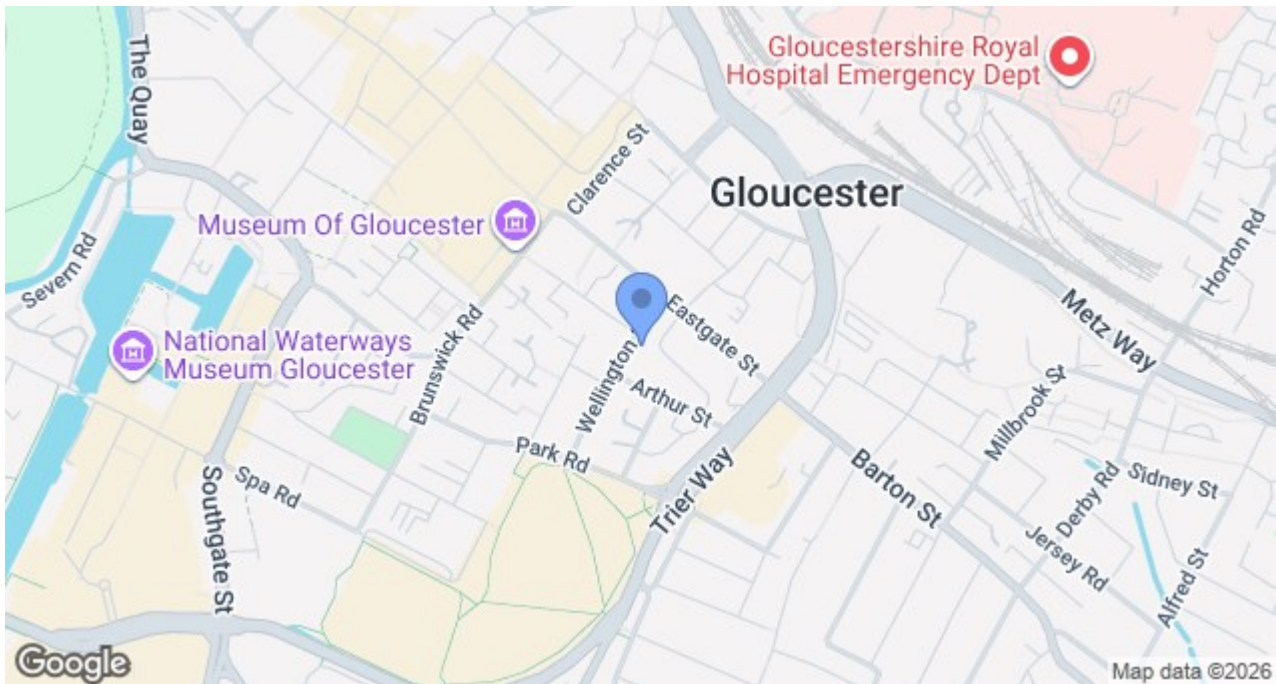 The Quay
Gloucestershire Royal
Hospital Emergency Dept
Clarence St
Gloucester
Museum Of Gloucester
Severn Rd
Horton Rd
National Waterways
Museum Gloucester
Brunswick Rd
Eastgate St
Metz Way
Wellington
Arthur St
Millbrook St
Park Rd
Spa Rd
Southgate St
Trier Way
Barton St
Derby Rd
Sidney St
Jersey Rd
Alfred St
Google
Map data ©2026